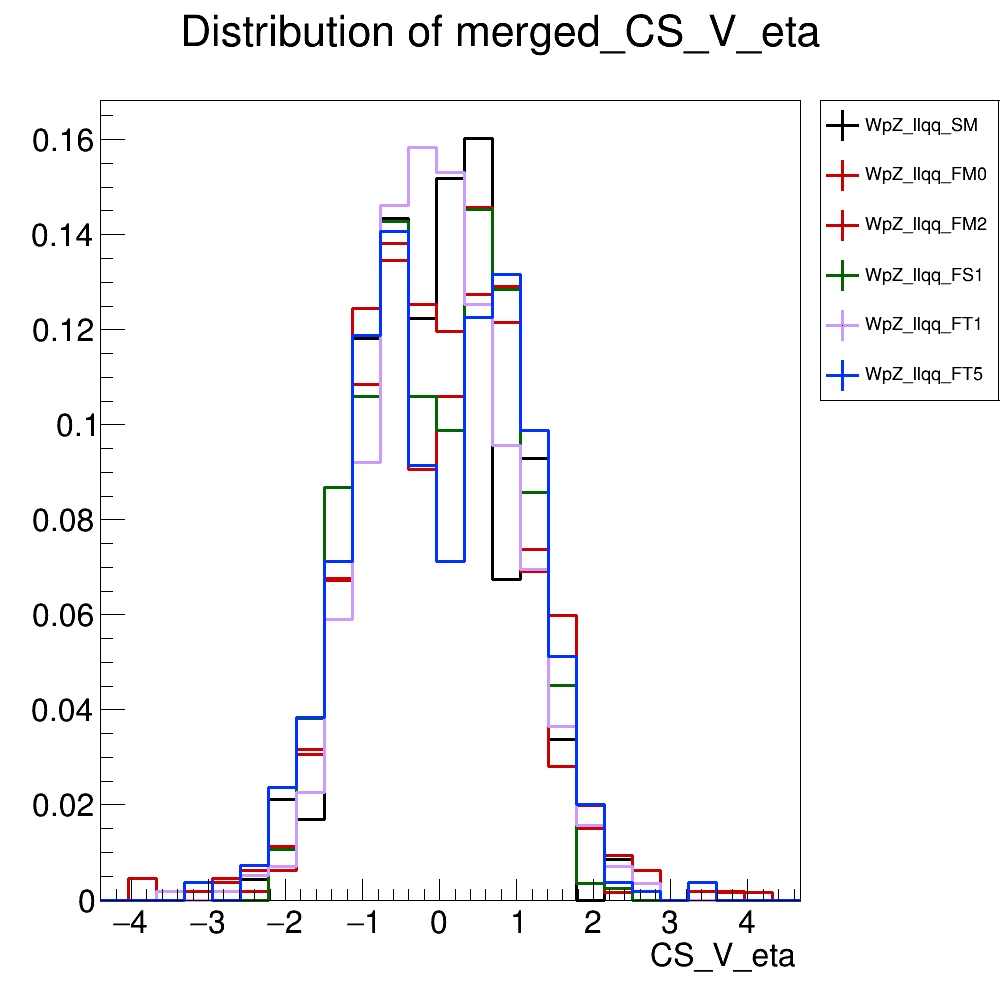 Distribution of merged_CS_V_eta
0.16
0.14
0.12
0.1
0.08
0.06
0.04
0.02
0
−4 −3 −2 −1 0 1 2 3 4
CS_V_eta
WpZ_llqq_SM
WpZ_llqq_FM0
WpZ_llqq_FM2
WpZ_llqq_FS1
WpZ_llqq_FT1
WpZ_llqq_FT5